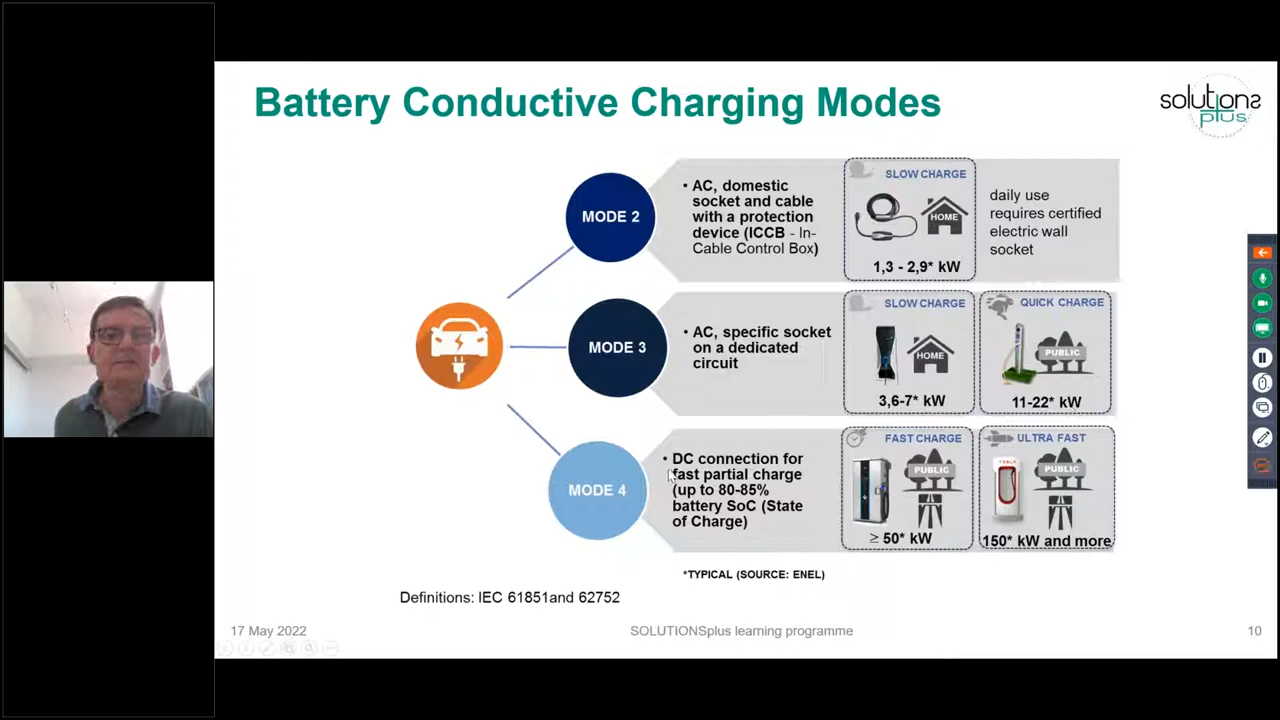 Battery Conductive Charging Modes
solutions
plus
MODE 2
• AC, domestic
socket and cable
with a protection
device (ICCB - In-
Cable Control Box)
SLOW CHARGE
HOME
1,3 - 2,9* kW
daily use
requires certified
electric wall
socket
MODE 3
• AC, specific socket
on a dedicated
circuit
SLOW CHARGE
HOME
3,6-7* kW
QUICK CHARGE
PUBLIC
11-22* kW
MODE 4
• DC connection for
fast partial charge
(up to 80-85%
battery SoC (State
of Charge)
FAST CHARGE
PUBLIC
≥ 50* kW
ULTRA FAST
TESLA
PUBLIC
150* kW and more
*TYPICAL (SOURCE: ENEL)
Definitions: IEC 61851and 62752
17 May 2022
SOLUTIONSplus learning programme
10